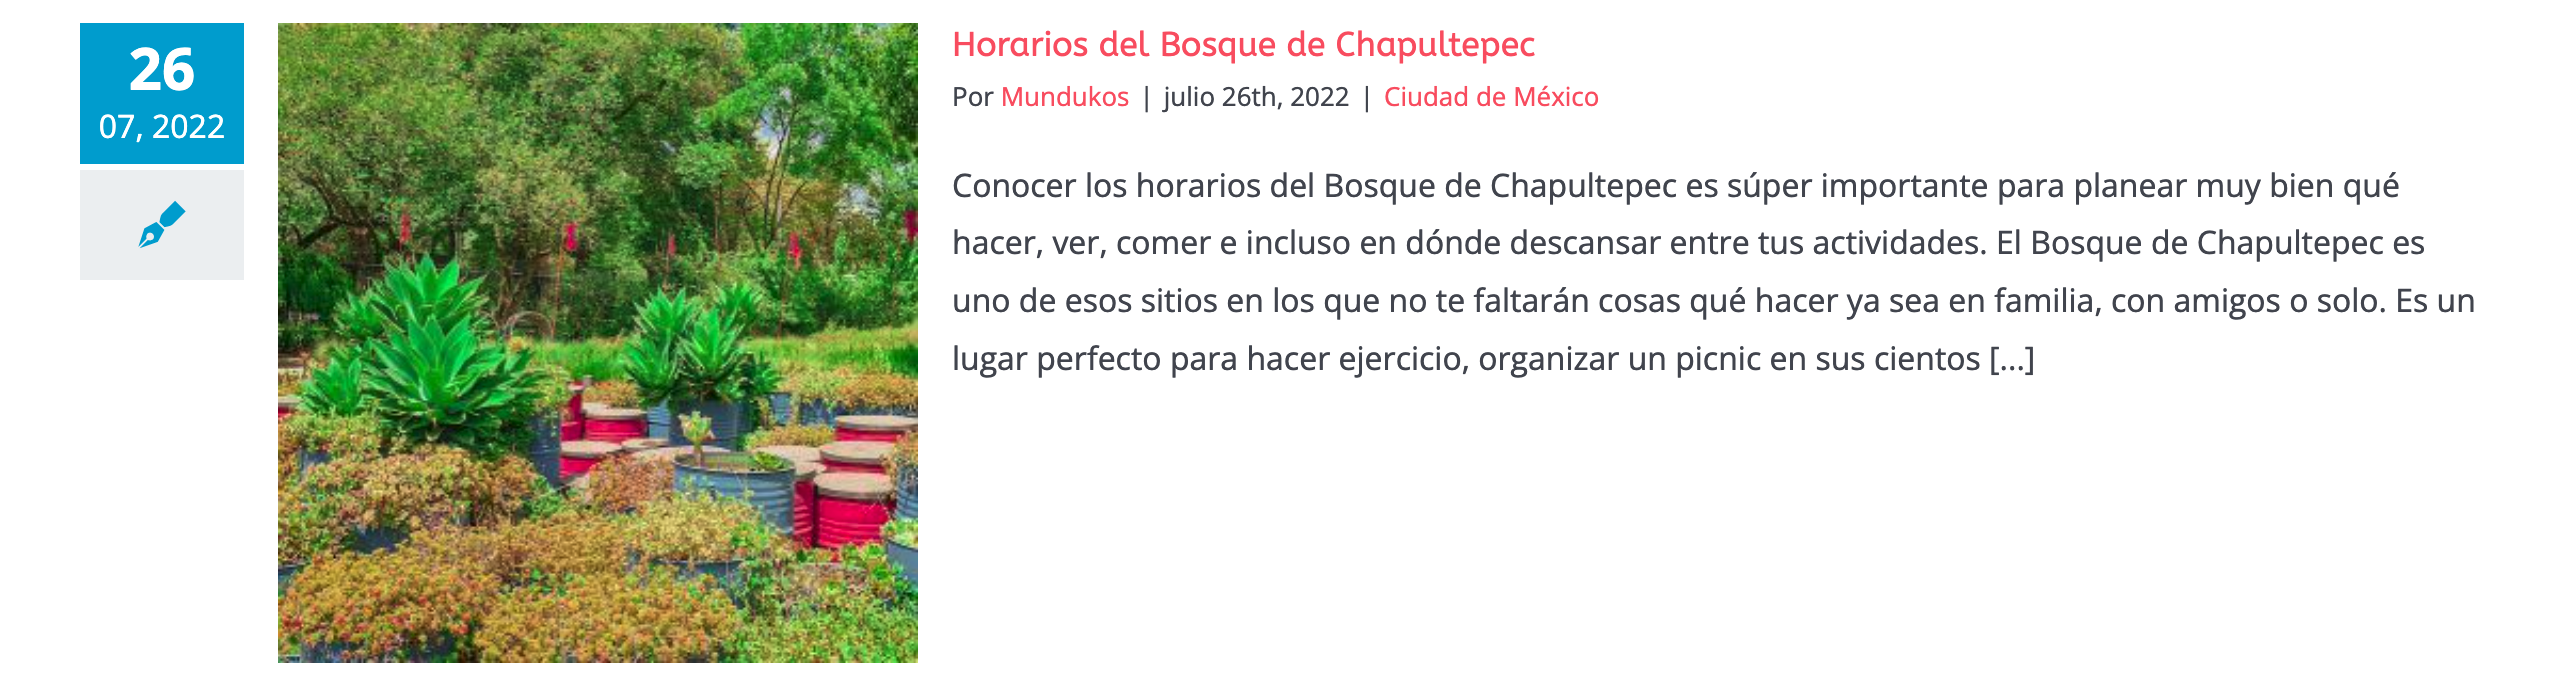 26
07, 2022
Horarios del Bosque de Chapultepec
Por Mundukos | julio 26th, 2022 | Ciudad de México
Conocer los horarios del Bosque de Chapultepec es súper importante para planear muy bien qué
hacer, ver, comer e incluso en dónde descansar entre tus actividades. El Bosque de Chapultepec es
uno de esos sitios en los que no te faltarán cosas qué hacer ya sea en familia, con amigos o solo. Es un
lugar perfecto para hacer ejercicio, organizar un picnic en sus cientos [...]